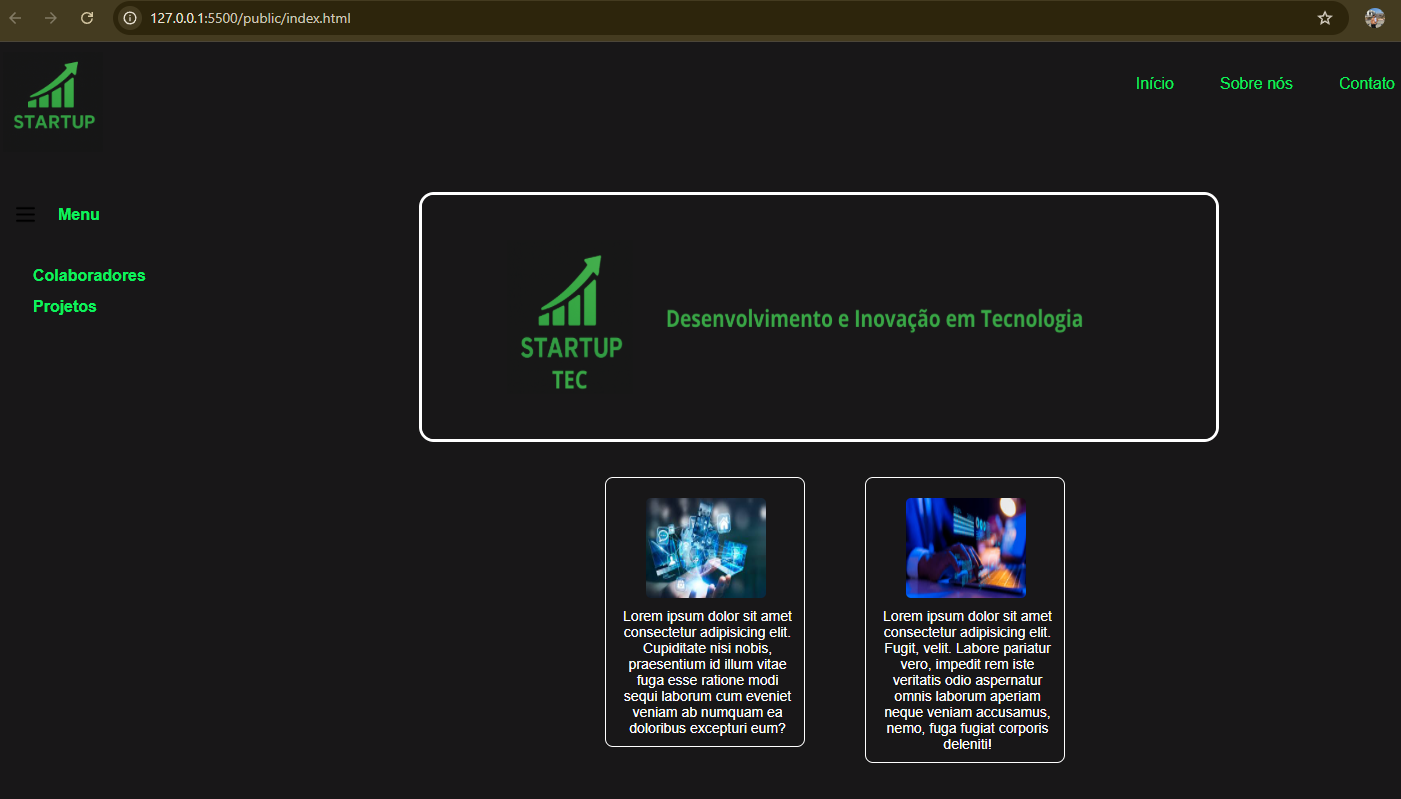 127.0.0.1:5500/public/index.html
STARTUP
Início Sobre nós Contato
Menu
Colaboradores
Projetos
STARTUP
TEC
Desenvolvimento e Inovação em Tecnologia
Lorem ipsum dolor sit amet
consectetur adipisicing elit.
Cupiditate nisi nobis,
praesentium id illum vitae
fuga esse ratione modi
sequi laborum cum eveniet
veniam ab numquam ea
doloribus excepturi eum?
Lorem ipsum dolor sit amet
consectetur adipisicing elit.
Fugit, velit. Labore pariatur
vero, impedit rem iste
veritatis odio aspernatur
omnis laborum aperiam
neque veniam accusamus,
nemo, fuga fugiat corporis
deleniti!